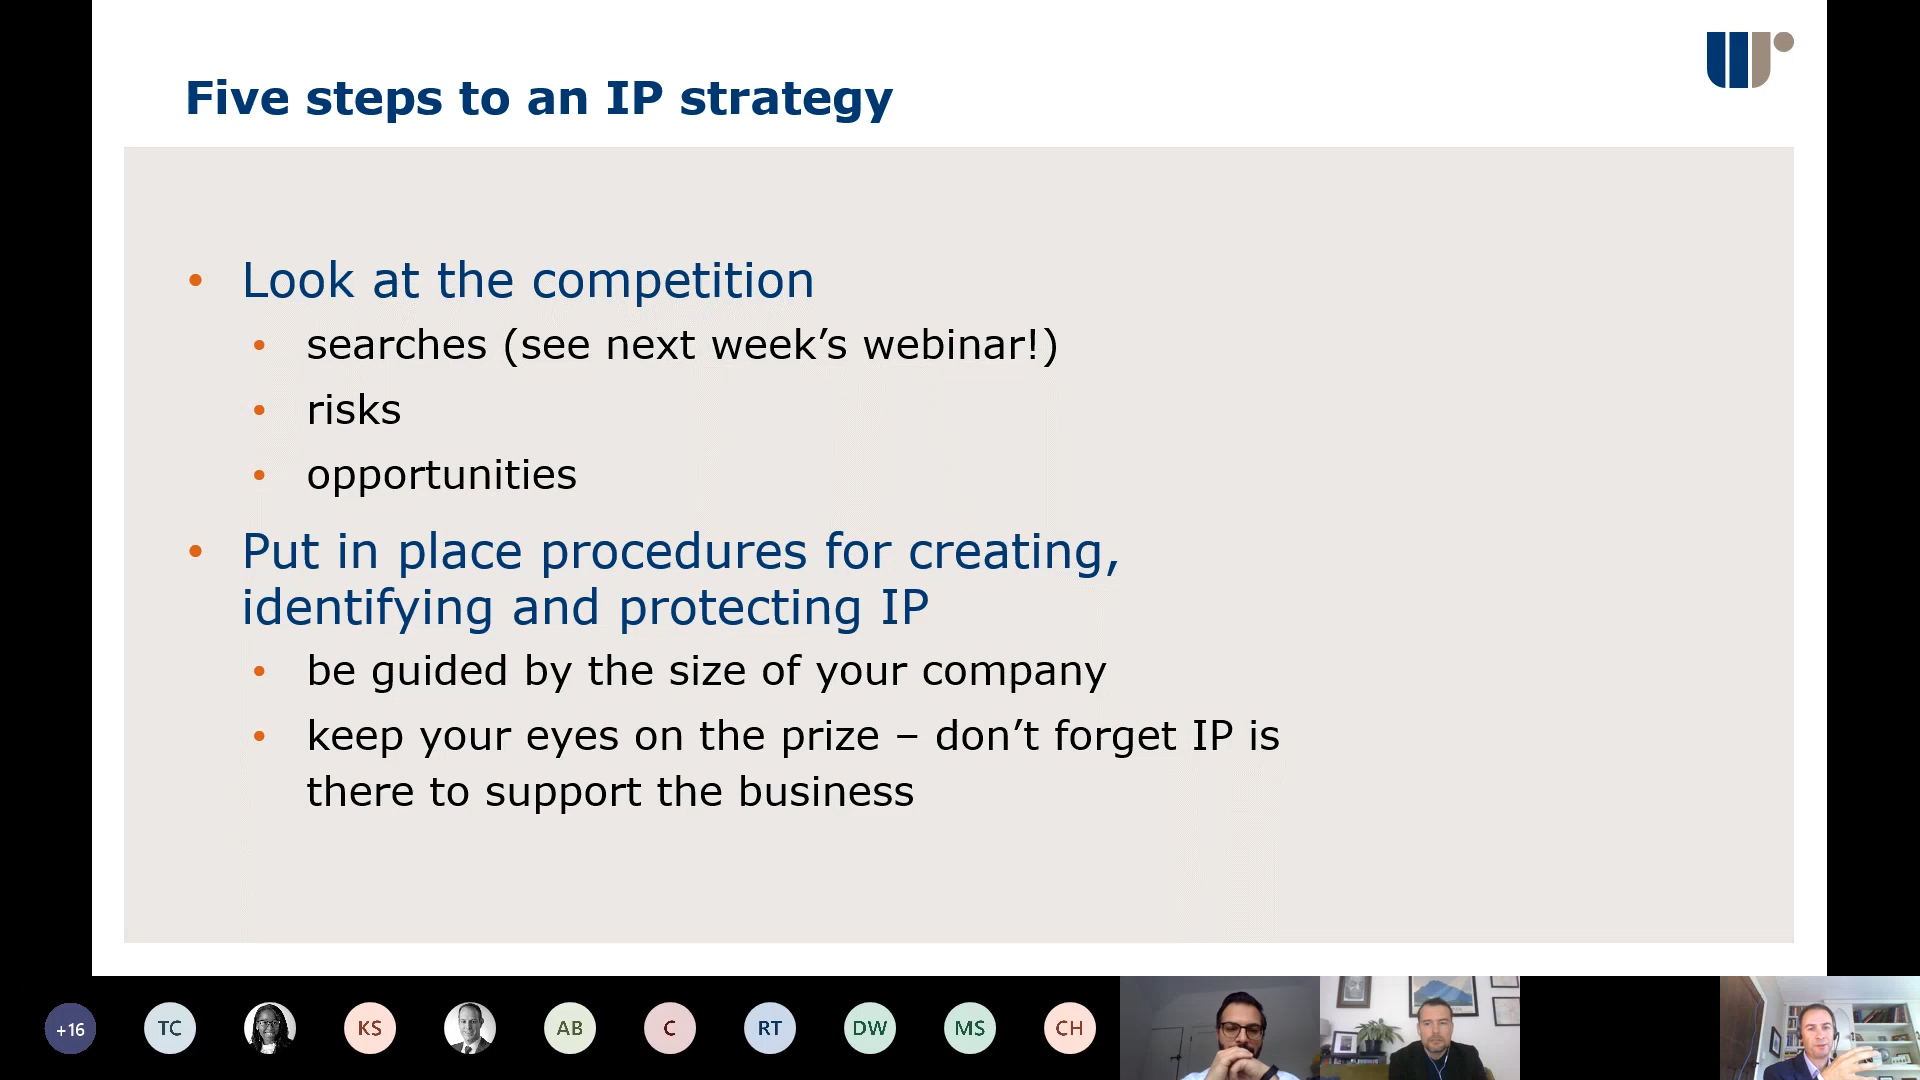 Five steps to an IP strategy
• Look at the competition
• searches (see next week’s webinar!)
• risks
• opportunities
• Put in place procedures for creating,
identifying and protecting IP
• be guided by the size of your company
• keep your eyes on the prize – don’t forget IP is
there to support the business
+16
TC
KS
AB
C
RT
DW
MS
CH